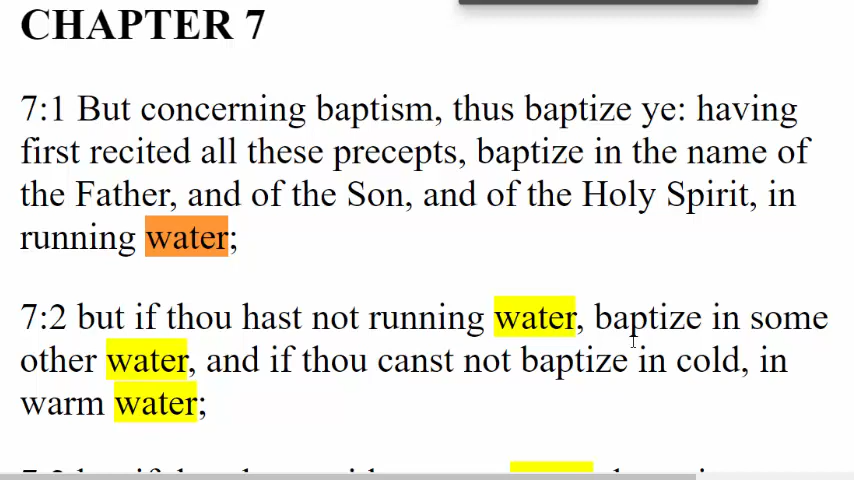 CHAPTER 7
7:1 But concerning baptism, thus baptize ye: having
first recited all these precepts, baptize in the name of
the Father, and of the Son, and of the Holy Spirit, in
running water;
7:2 but if thou hast not running water, baptize in some
other water, and if thou canst not baptize in cold, in
warm water;